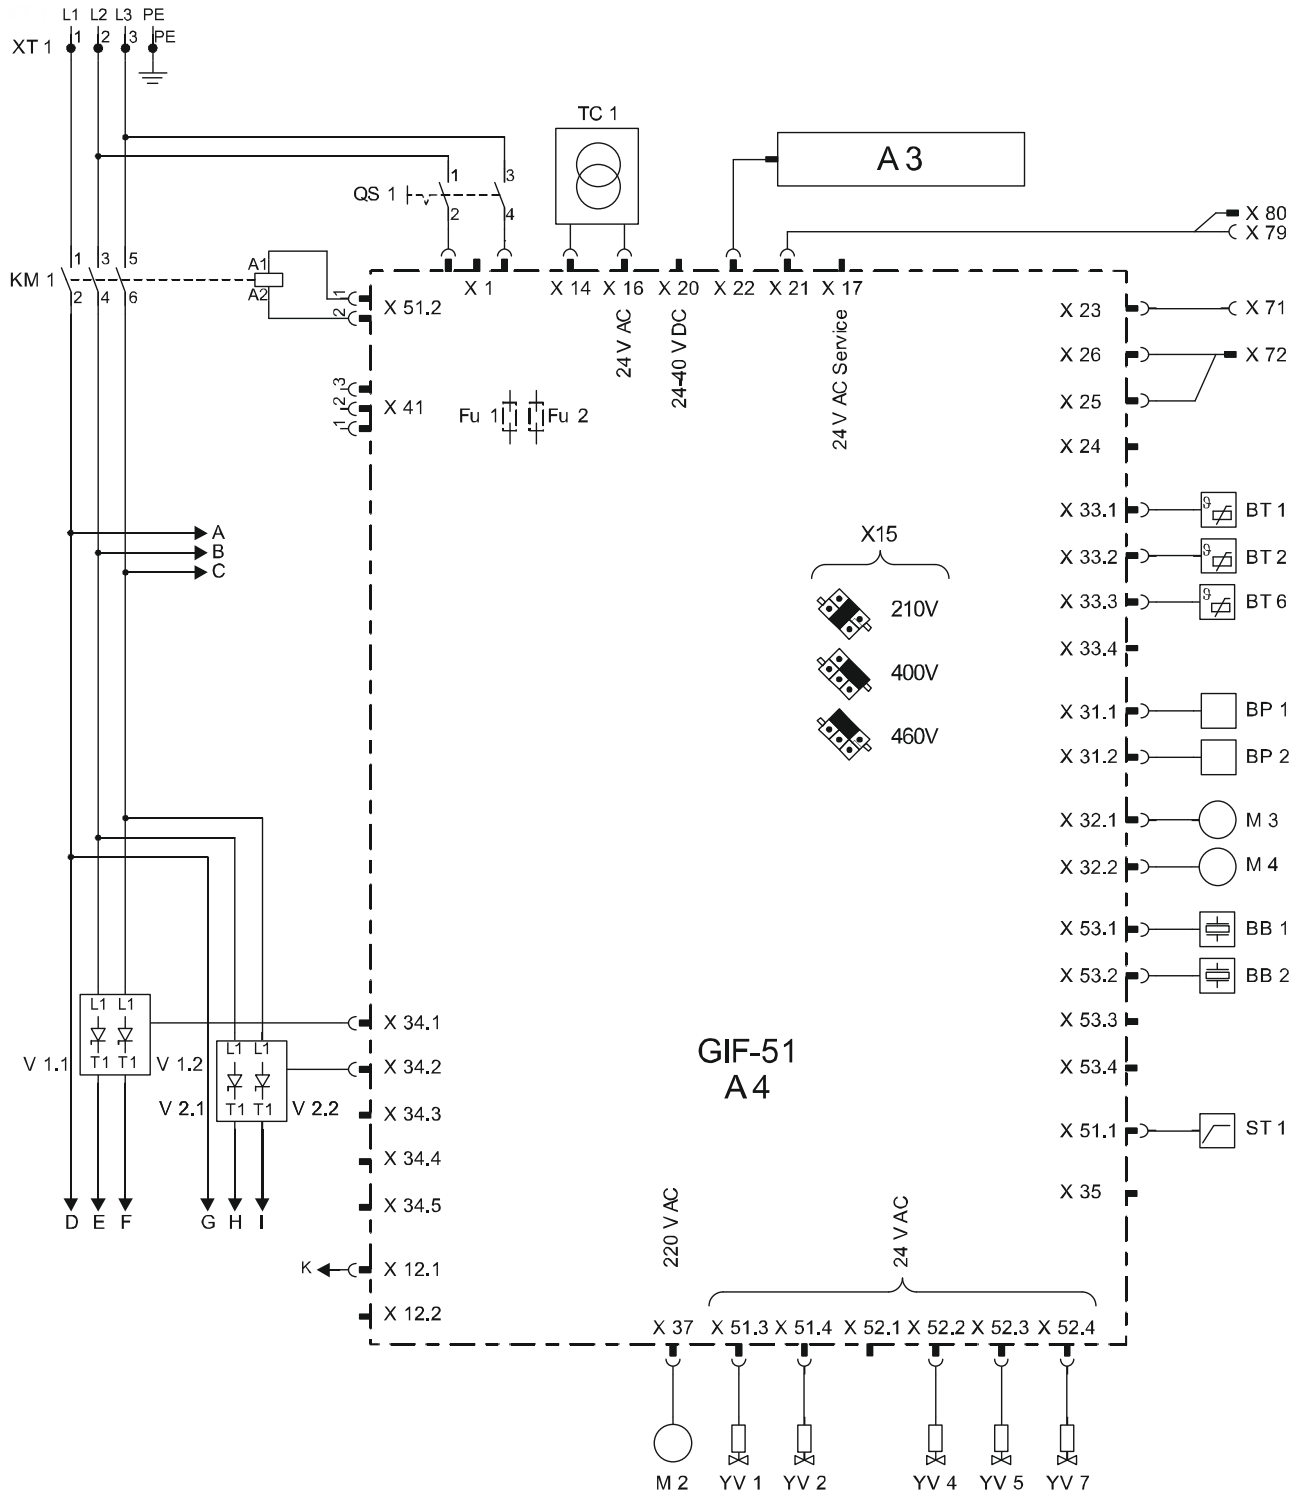 L1 L2 L3 PE
XT 1 1 2 3 PE
TC 1
A 3
QS 1 1 3
2 4
X 80
X 79
KM 1 1 3 5
2 4 6
A1
A2
1
2
X 51.2
X 1 X 14 X 16 X 20 X 22 X 21 X 17
24 V AC
24-40 V DC
24 V AC Service
X 23 X 71
X 26 X 72
X 25
X 24
3
2
1
X 41
Fu 1 Fu 2
A
B
C
X15
210V
400V
460V
X 33.1 ϑ BT 1
X 33.2 ϑ BT 2
X 33.3 ϑ BT 6
X 33.4
X 31.1 BP 1
X 31.2 BP 2
X 32.1 M 3
X 32.2 M 4
X 53.1 BB 1
X 53.2 BB 2
X 53.3
X 53.4
X 51.1 ST 1
X 35
L1 L1
T1 T1
V 1.1 V 1.2
L1 L1
T1 T1
V 2.1 V 2.2
X 34.1
X 34.2
X 34.3
X 34.4
X 34.5
GIF-51
A 4
D E F G H I
K X 12.1
X 12.2
220 V AC
24 V AC
X 37 X 51.3 X 51.4 X 52.1 X 52.2 X 52.3 X 52.4
M 2 YV 1 YV 2 YV 4 YV 5 YV 7